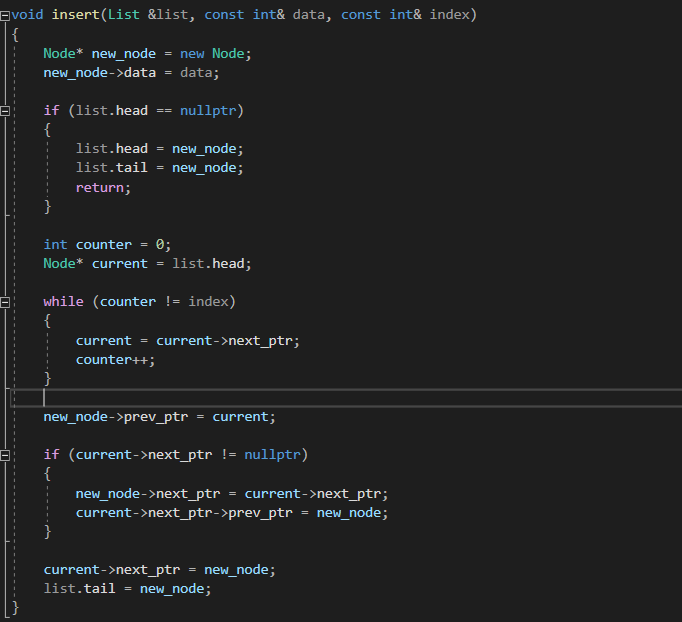 void insert(List &list, const int& data, const int& index)
{
Node* new_node = new Node;
new_node->data = data;
if (list.head == nullptr)
{
list.head = new_node;
list.tail = new_node;
return;
}
int counter = 0;
Node* current = list.head;
while (counter != index)
{
current = current->next_ptr;
counter++;
}
new_node->prev_ptr = current;
if (current->next_ptr != nullptr)
{
new_node->next_ptr = current->next_ptr;
current->next_ptr->prev_ptr = new_node;
}
current->next_ptr = new_node;
list.tail = new_node;
}